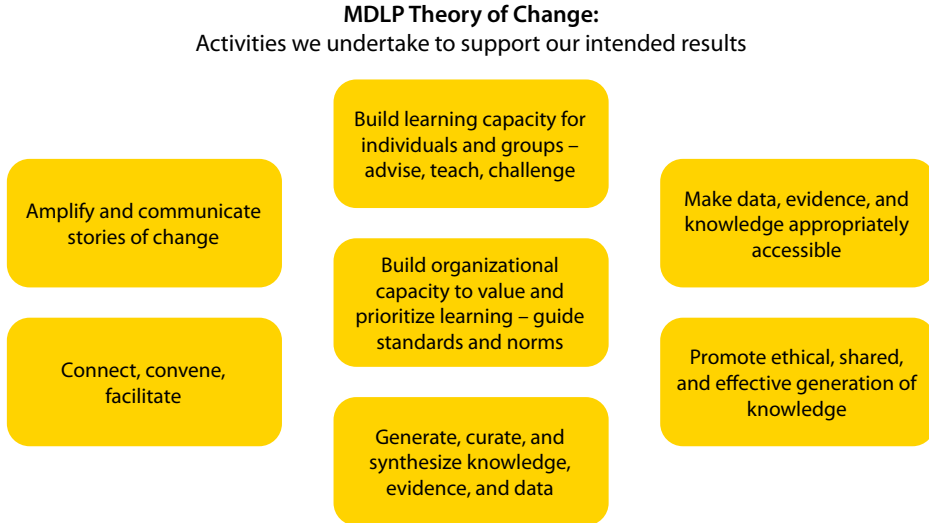 MDLP Theory of Change:
Activities we undertake to support our intended results
Build learning capacity for
individuals and groups –
advise, teach, challenge
Amplify and communicate
stories of change
Make data, evidence, and
knowledge appropriately
accessible
Build organizational
capacity to value and
prioritize learning – guide
standards and norms
Connect, convene,
facilitate
Promote ethical, shared,
and effective generation of
knowledge
Generate, curate, and
synthesize knowledge,
evidence, and data